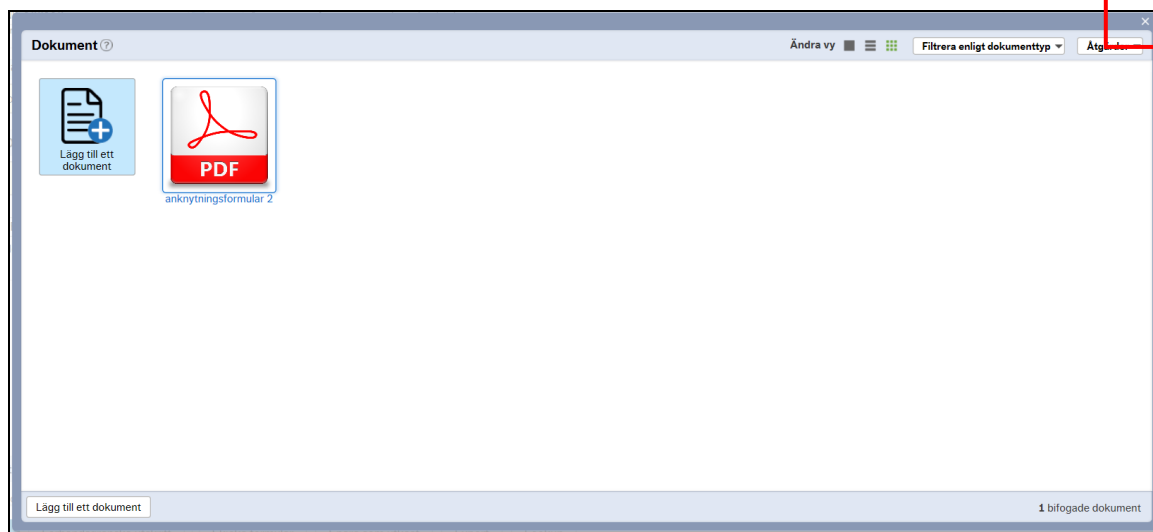 Dokument
Ändra vy
Filtrera enligt dokumenttyp
Åtgärder
Lägg till ett
dokument
PDF
anknytningsformular 2
Lägg till ett dokument
1 bifogade dokument